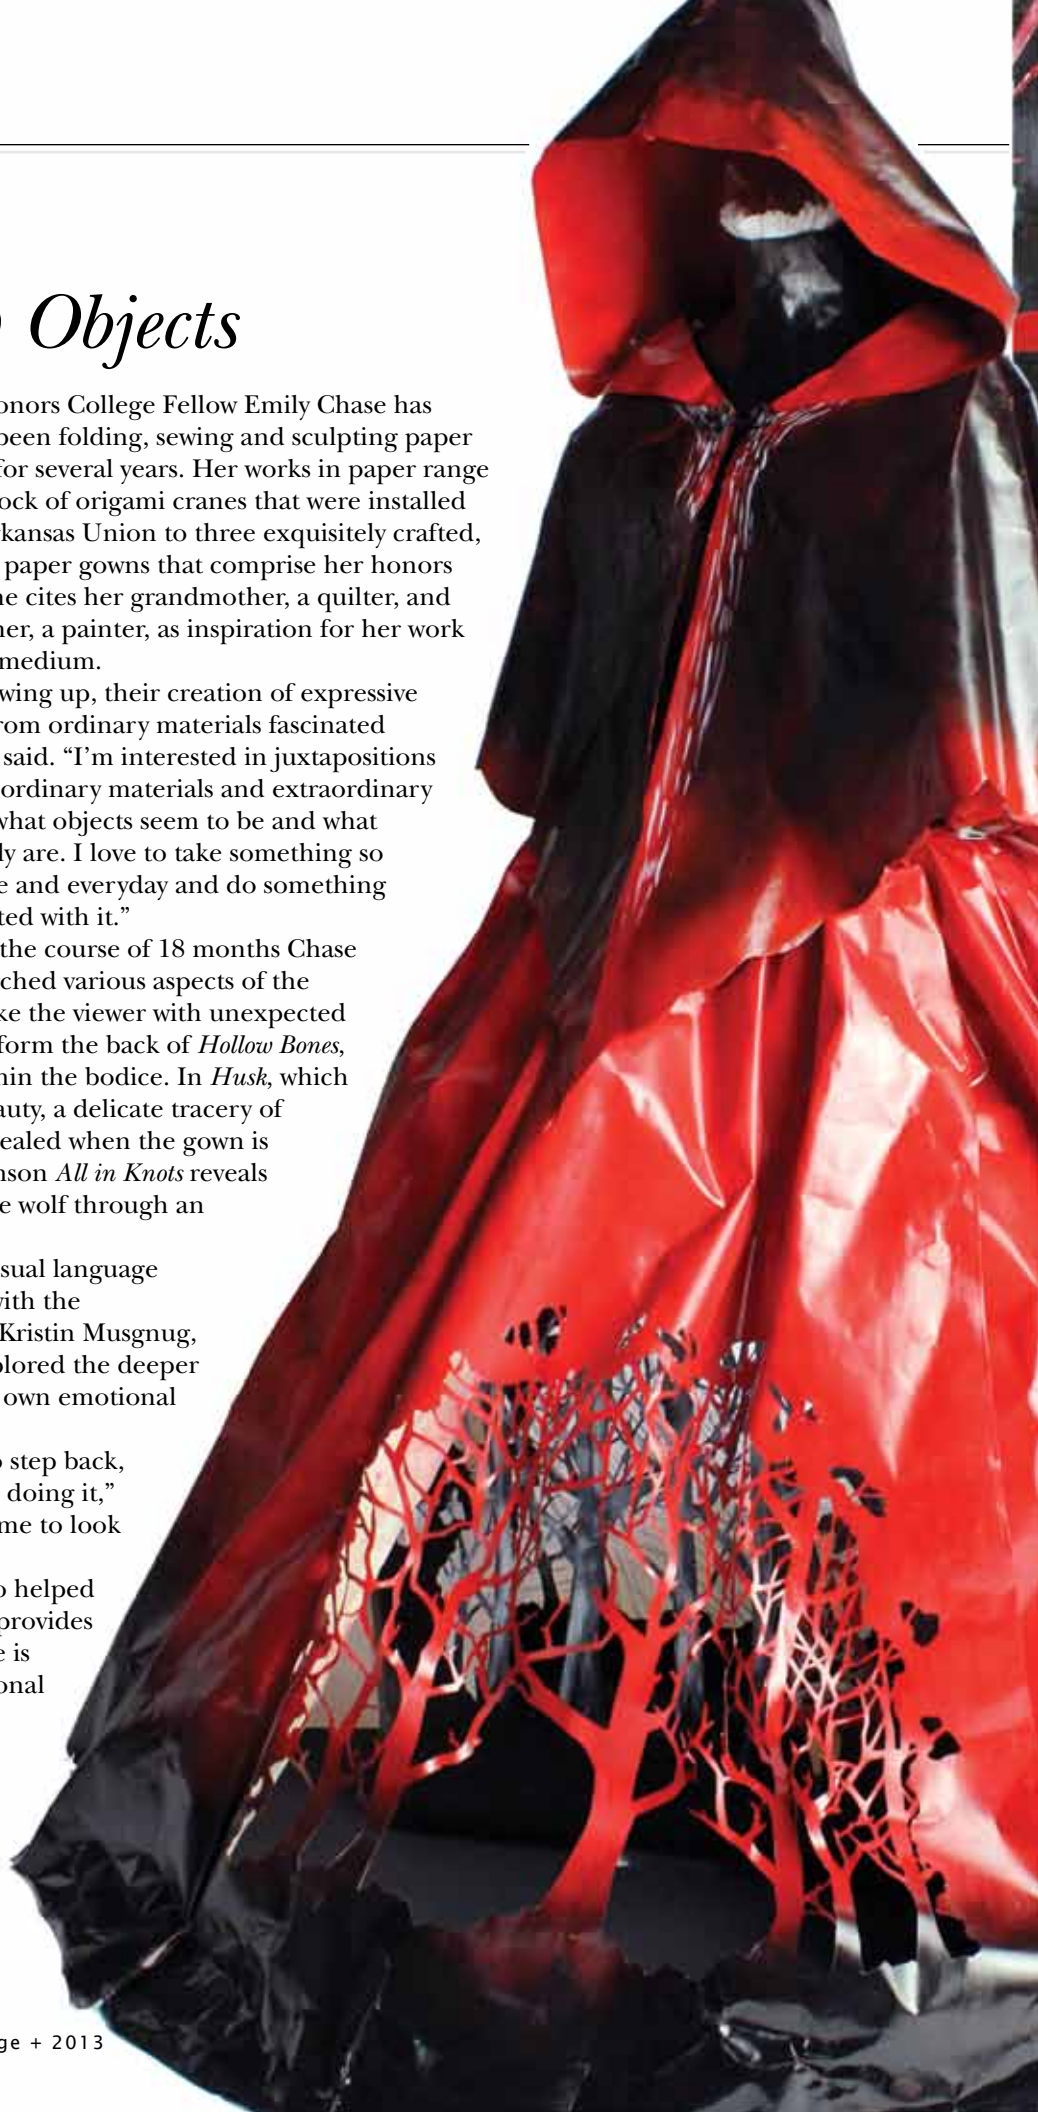 Objects
onors College Fellow Emily Chase has
been folding, sewing and sculpting paper
for several years. Her works in paper range
ock of origami cranes that were installed
kansas Union to three exquisitely crafted,
paper gowns that comprise her honors
ne cites her grandmother, a quilter, and
her, a painter, as inspiration for her work
medium.
wing up, their creation of expressive
rom ordinary materials fascinated
said. “I’m interested in juxtapositions
ordinary materials and extraordinary
what objects seem to be and what
ly are. I love to take something so
e and everyday and do something
ted with it.”
the course of 18 months Chase
ched various aspects of the
ke the viewer with unexpected
form the back of Hollow Bones,
hin the bodice. In Husk, which
auty, a delicate tracery of
ealed when the gown is
nson All in Knots reveals
e wolf through an
sual language
with the
Kristin Musgnug,
plored the deeper
own emotional
o step back,
doing it,”
me to look
o helped
provides
e is
onal
ge + 2013